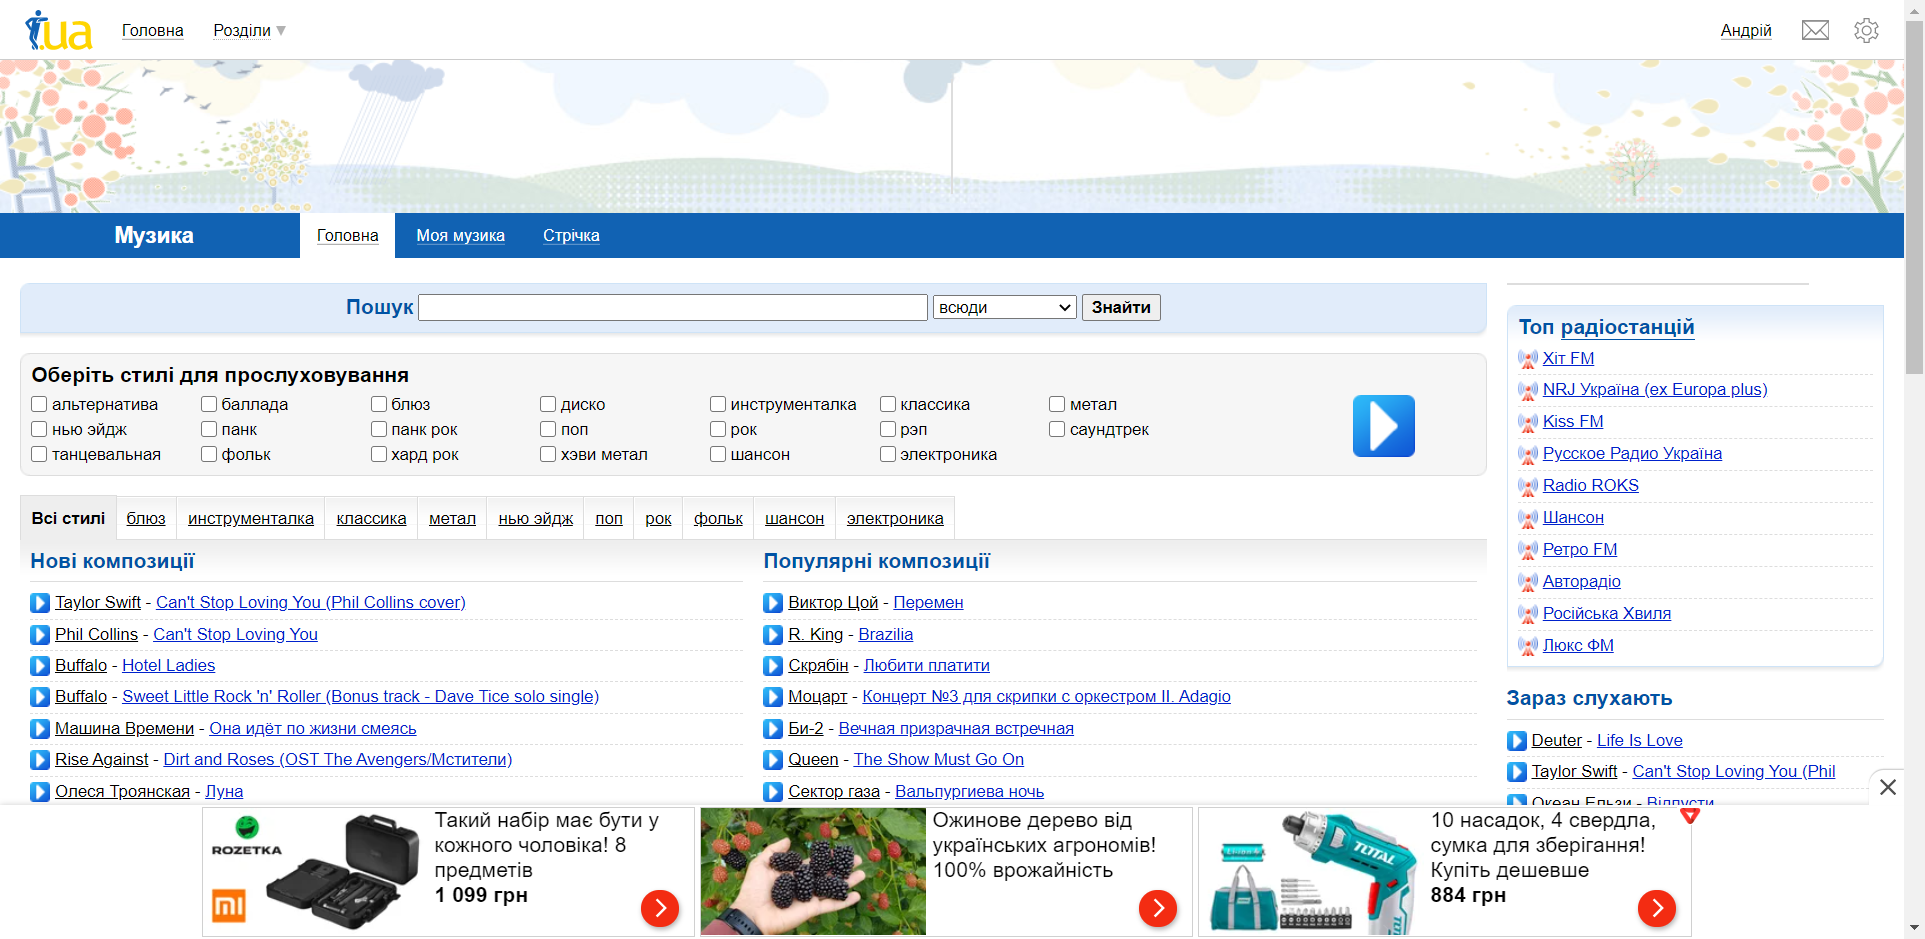 i.ua Головна Розділи Андрій
Музика Головна Моя музика Стрічка
Пошук всюди Знайти
Оберіть стилі для прослуховування
альтернатива баллада блюз диско инструменталка классика метал
нью эйдж панк панк рок поп рок рэп саундтрек
танцевальная фольк хард рок хэви метал шансон электроника
Всі стилі блюз инструменталка классика метал нью эйдж поп рок фольк шансон электроника
Нові композиції
Taylor Swift - Can't Stop Loving You (Phil Collins cover)
Phil Collins - Can't Stop Loving You
Buffalo - Hotel Ladies
Buffalo - Sweet Little Rock 'n' Roller (Bonus track - Dave Tice solo single)
Машина Времени - Она идёт по жизни смеясь
Rise Against - Dirt and Roses (OST The Avengers/Мстители)
Олеся Троянская - Луна
Популярні композиції
Виктор Цой - Перемен
R. King - Brazilia
Скрябін - Любити платити
Моцарт - Концерт №3 для скрипки с оркестром II. Adagio
Би-2 - Вечная призрачная встречная
Queen - The Show Must Go On
Сектор газа - Вальпургиева ночь
Топ радіостанцій
Хіт FM
NRJ Україна (ex Europa plus)
Kiss FM
Русское Радио Україна
Radio ROKS
Шансон
Ретро FM
Авторадіо
Російська Хвиля
Люкс ФМ
Зараз слухають
Deuter - Life Is Love
Taylor Swift - Can't Stop Loving You (Phil
Океан Ельзи - Відпусти
ROZETKA
mi
Такий набір має бути у
кожного чоловіка! 8
предметів
1 099 грн
Ожинове дерево від
українських агрономів!
100% врожайність
TOTAL
10 насадок, 4 свердла,
сумка для зберігання!
Купіть дешевше
884 грн